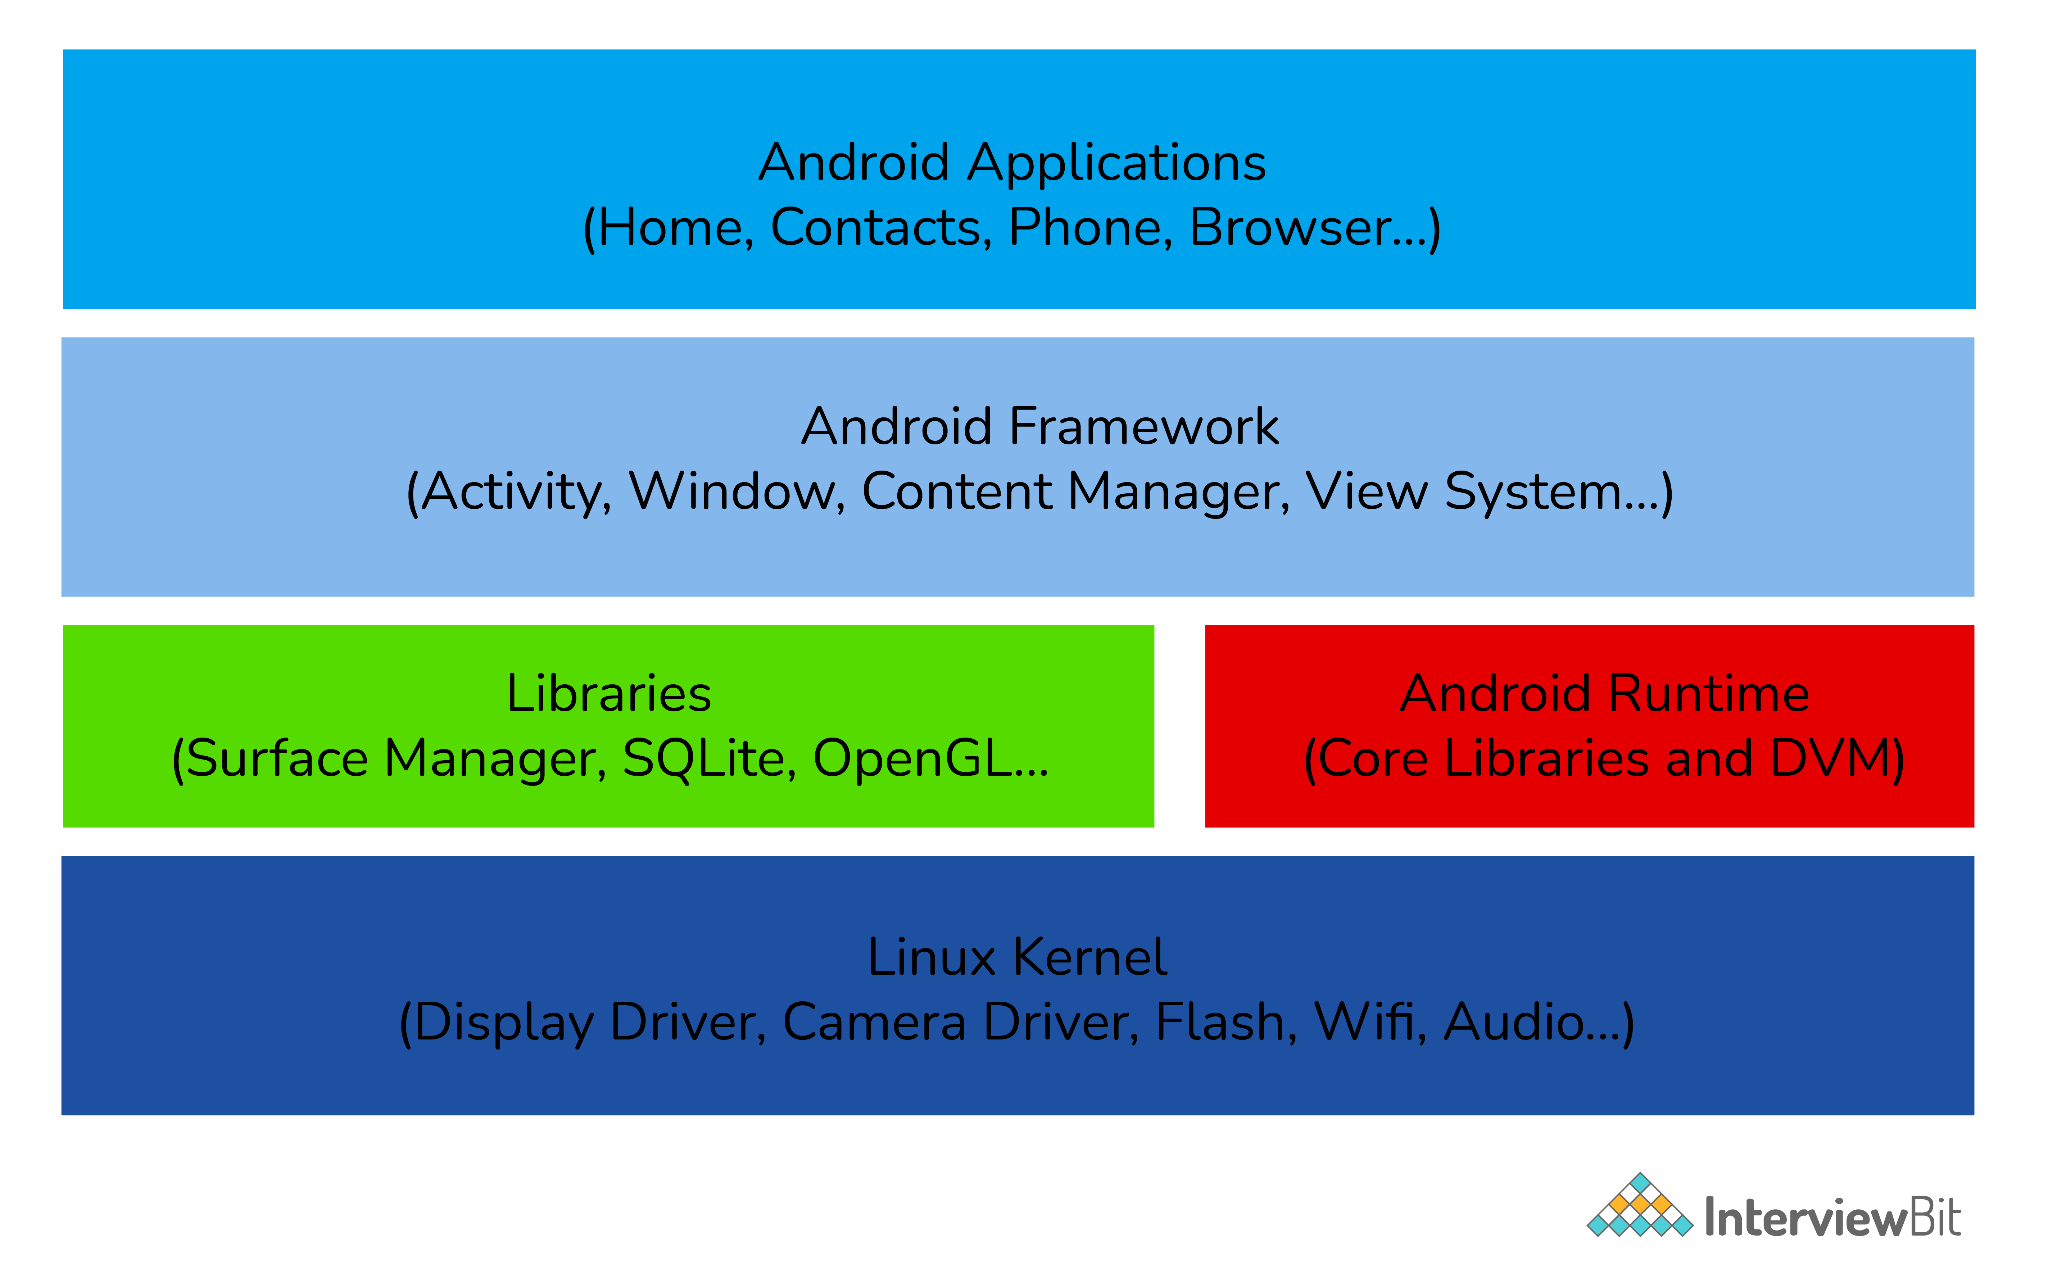 Android Applications
(Home, Contacts, Phone, Browser...)
Android Framework
(Activity, Window, Content Manager, View System...)
Libraries
(Surface Manager, SQLite, OpenGL...
Android Runtime
(Core Libraries and DVM)
Linux Kernel
(Display Driver, Camera Driver, Flash, Wifi, Audio...)
InterviewBit